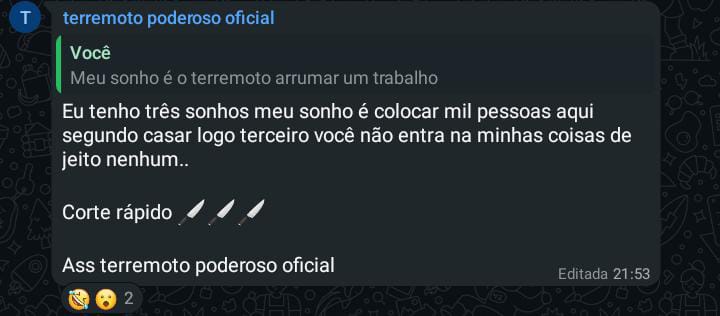 T
terremoto poderoso oficial
Você
Meu sonho é o terremoto arrumar um trabalho
Eu tenho três sonhos meu sonho é colocar mil pessoas aqui
segundo casar logo terceiro você não entra na minhas coisas de
jeito nenhum..
Corte rápido 🔪🔪🔪
Ass terremoto poderoso oficial
Editada 21:53
🤣😮 2